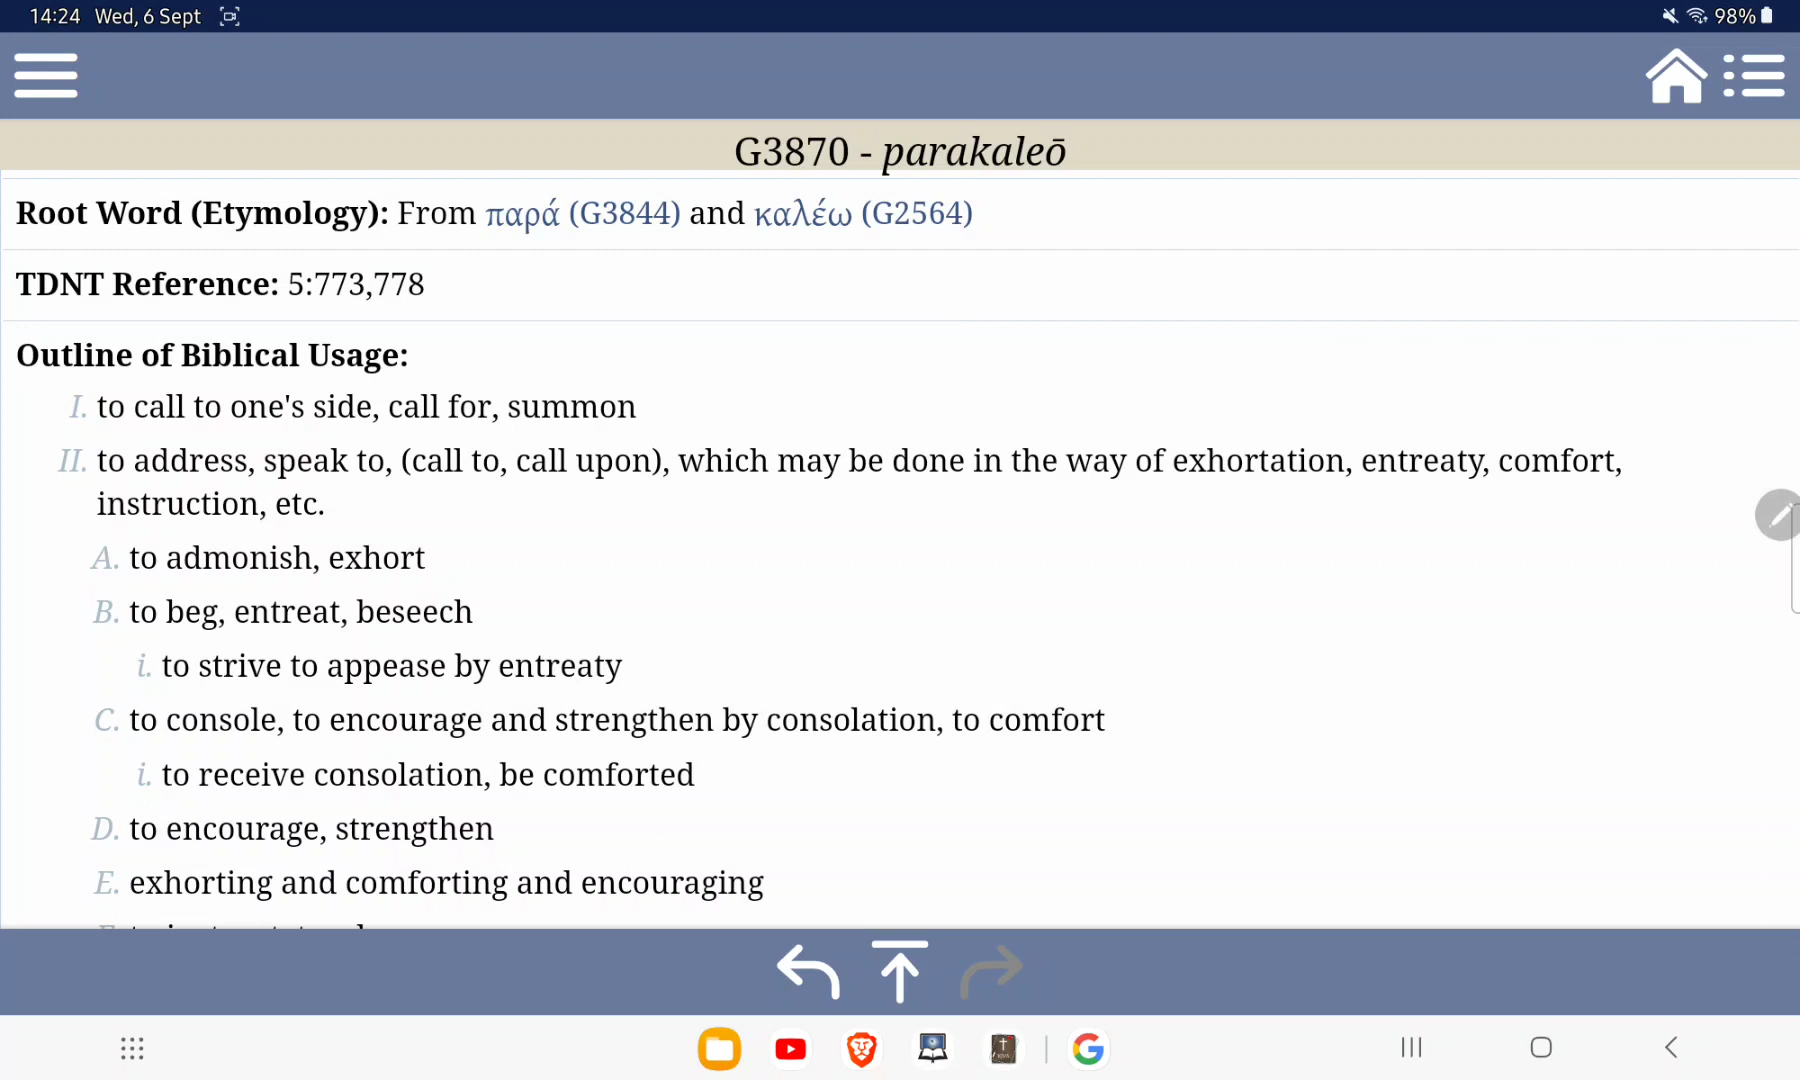 14:24 Wed, 6 Sept 98%
G3870 - parakaleō
Root Word (Etymology): From παρά (G3844) and καλέω (G2564)
TDNT Reference: 5:773,778
Outline of Biblical Usage:
I. to call to one's side, call for, summon
II. to address, speak to, (call to, call upon), which may be done in the way of exhortation, entreaty, comfort,
instruction, etc.
A. to admonish, exhort
B. to beg, entreat, beseech
i. to strive to appease by entreaty
C. to console, to encourage and strengthen by consolation, to comfort
i. to receive consolation, be comforted
D. to encourage, strengthen
E. exhorting and comforting and encouraging